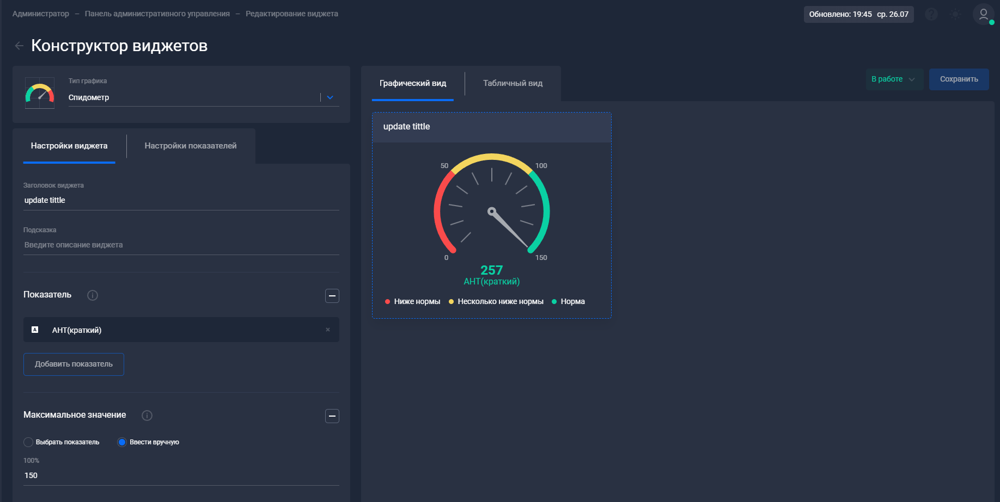 Администратор – Панель административного управления – Редактирование виджета
Обновлено: 19:45 ср. 26.07
Конструктор виджетов
Тип графика
Спидометр
Настройки виджета
Настройки показателей
Заголовок виджета
update tittle
Подсказка
Введите описание виджета
Показатель
A
АНТ(краткий)
×
Добавить показатель
Максимальное значение
Выбрать показатель
Ввести вручную
100%
150
Графический вид
Табличный вид
В работе
Сохранить
update tittle
50
100
0
150
257
АНТ(краткий)
Ниже нормы
Несколько ниже нормы
Норма